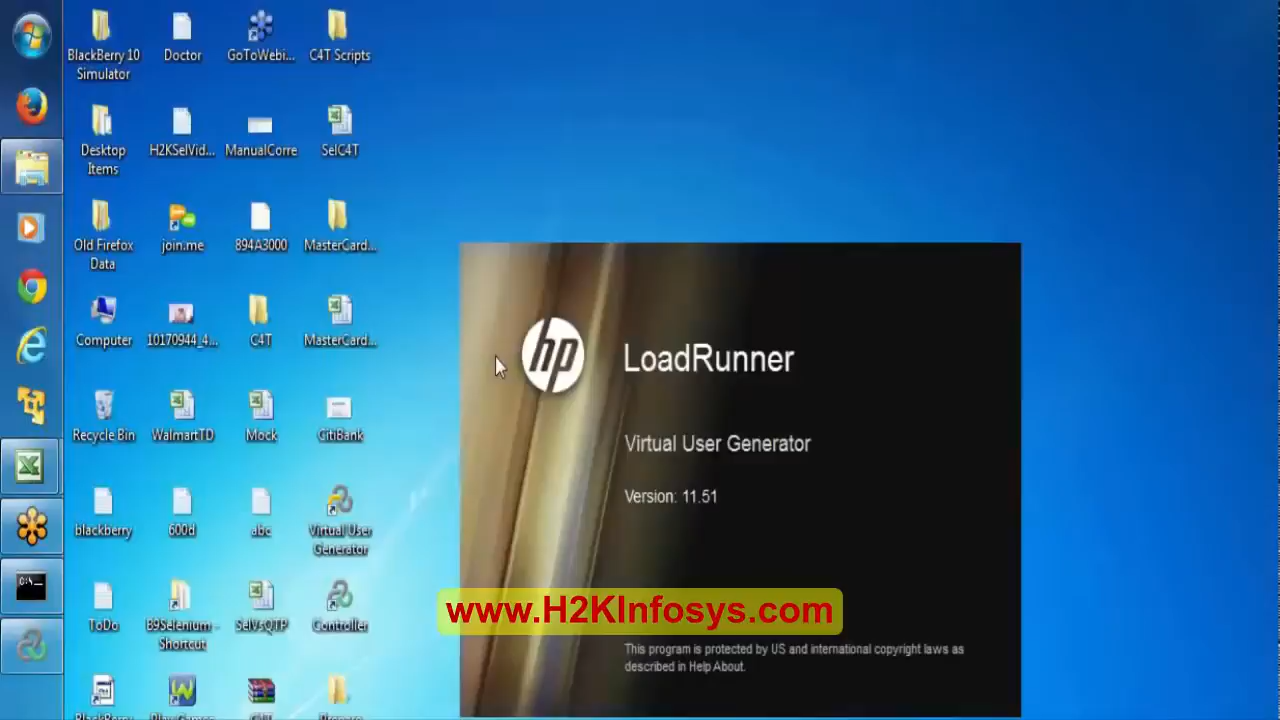 BlackBerry 10
Simulator
Doctor
GoToWebi...
C4T Scripts
Desktop
Items
H2KSelVid...
ManualCorre
SelC4T
Old Firefox
Data
join.me
894A3000
MasterCard...
Computer
10170944_4...
C4T
MasterCard...
Recycle Bin
WalmartTD
Mock
CitiBank
blackberry
600d
abc
Virtual User
Generator
ToDo
B9Selenium -
Shortcut
SelVsQTP
Controller
hp
LoadRunner
Virtual User Generator
Version: 11.51
www.H2KInfosys.com
This program is protected by US and international copyright laws as
described in Help About.
C:\_